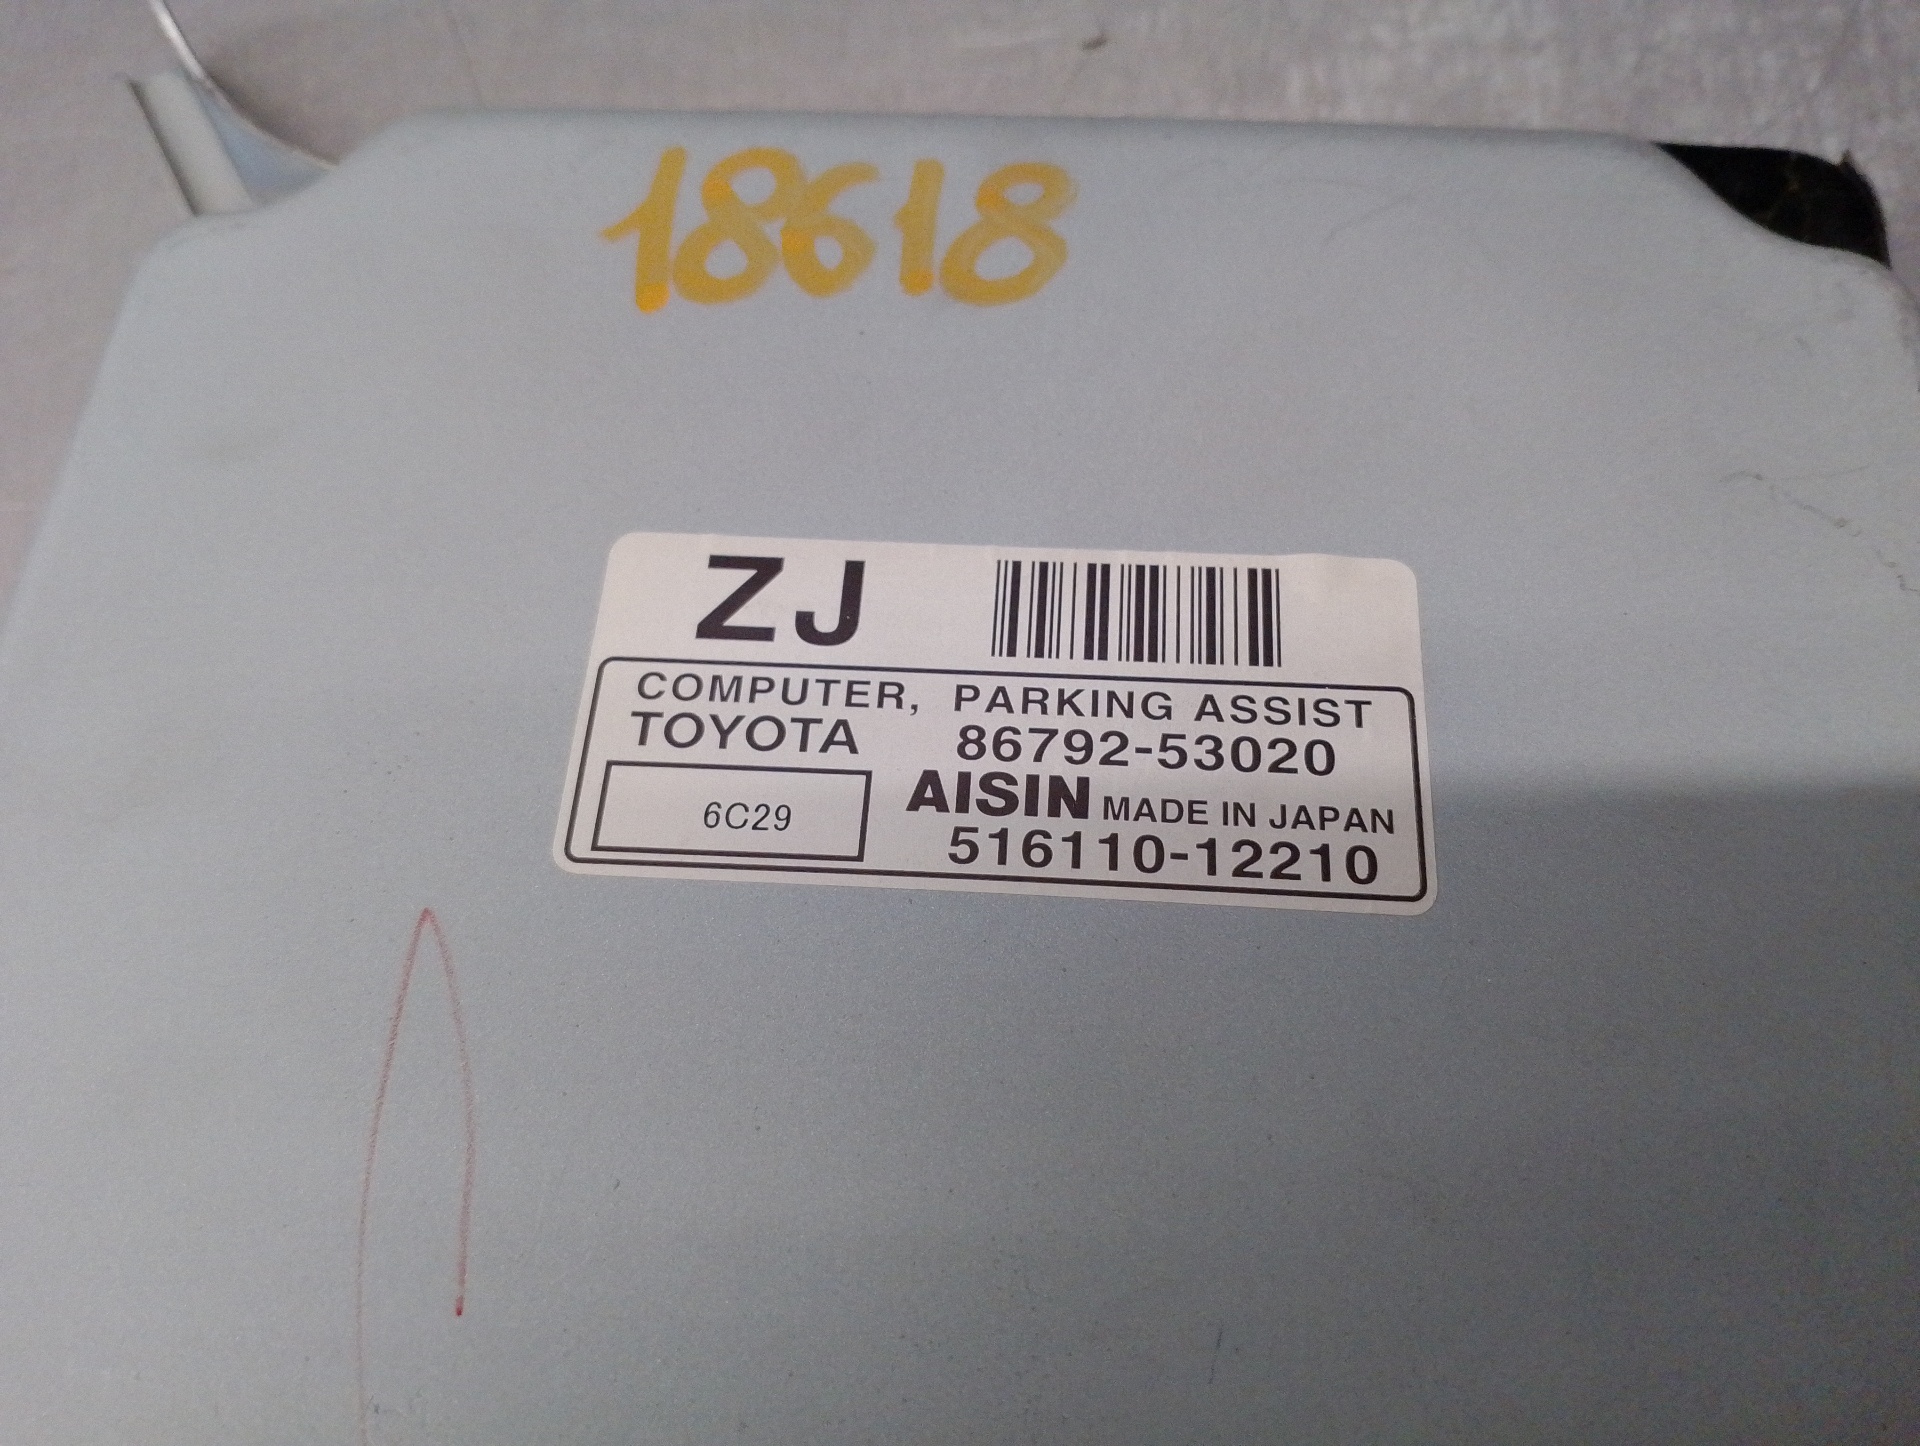 18618
ZJ
COMPUTER, PARKING ASSIST
TOYOTA 86792-53020
6C29 AISIN MADE IN JAPAN
516110-12210